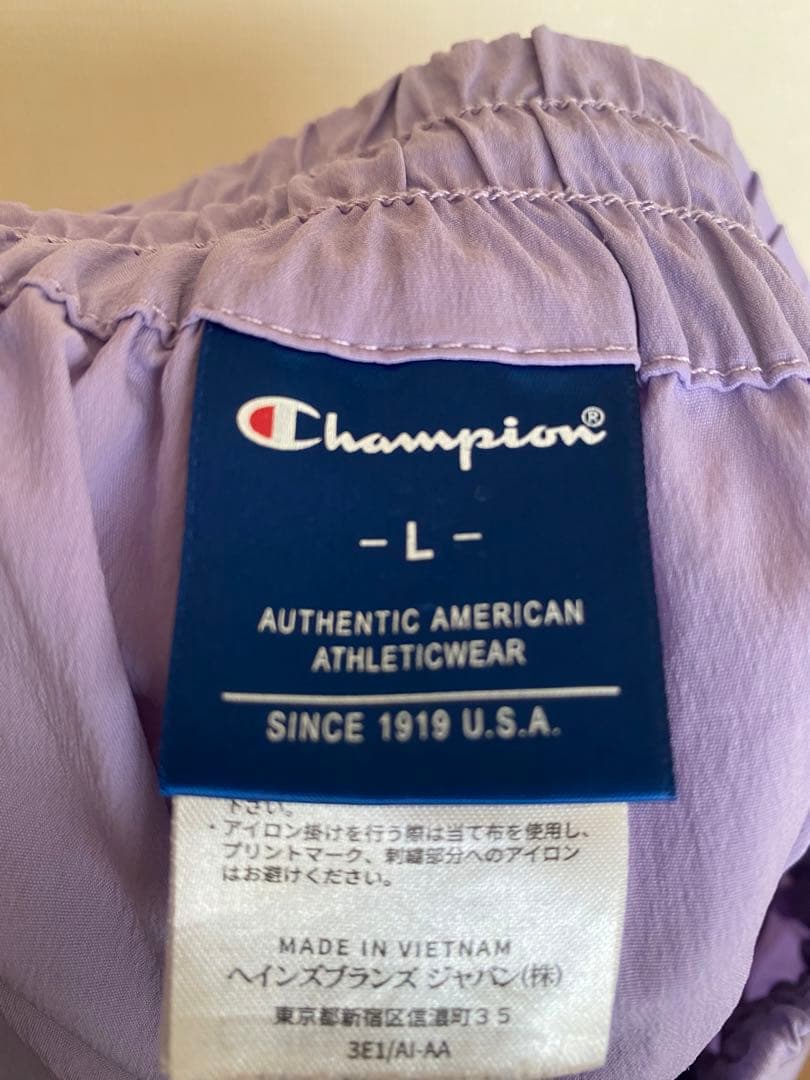 Champion®
- L -
AUTHENTIC AMERICAN
ATHLETICWEAR
SINCE 1919 U.S.A.
下さい。
・アイロン掛けを行う際は当て布を使用し、
プリントマーク、刺繍部分へのアイロン
はお避けください。
MADE IN VIETNAM
ヘインズブランズ ジャパン(株)
東京都新宿区信濃町35
3E1/AI-AA